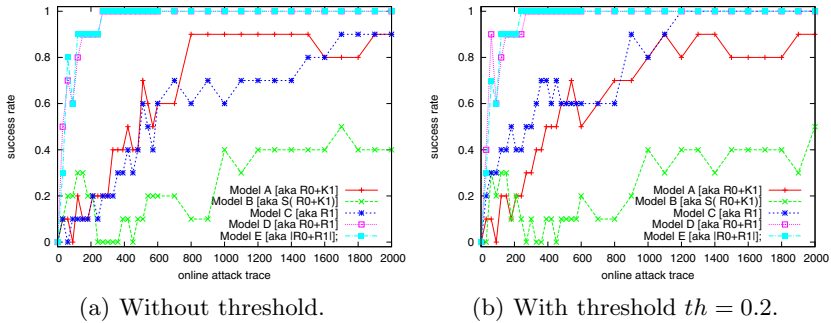 1
0.8
0.6
0.4
0.2
0
success rate
0 200 400 600 800 1000 1200 1400 1600 1800 2000
online attack trace
Model A [aka R0+K1]
Model B [aka S( R0+K1)]
Model C [aka R1]
Model D [aka R0+R1]
Model E [aka |R0+R1|];
(a) Without threshold.
1
0.8
0.6
0.4
0.2
0
success rate
0 200 400 600 800 1000 1200 1400 1600 1800 2000
online attack trace
Model A [aka R0+K1]
Model B [aka S( R0+K1)]
Model C [aka R1]
Model D [aka R0+R1]
Model E [aka |R0+R1|];
(b) With threshold th = 0.2.